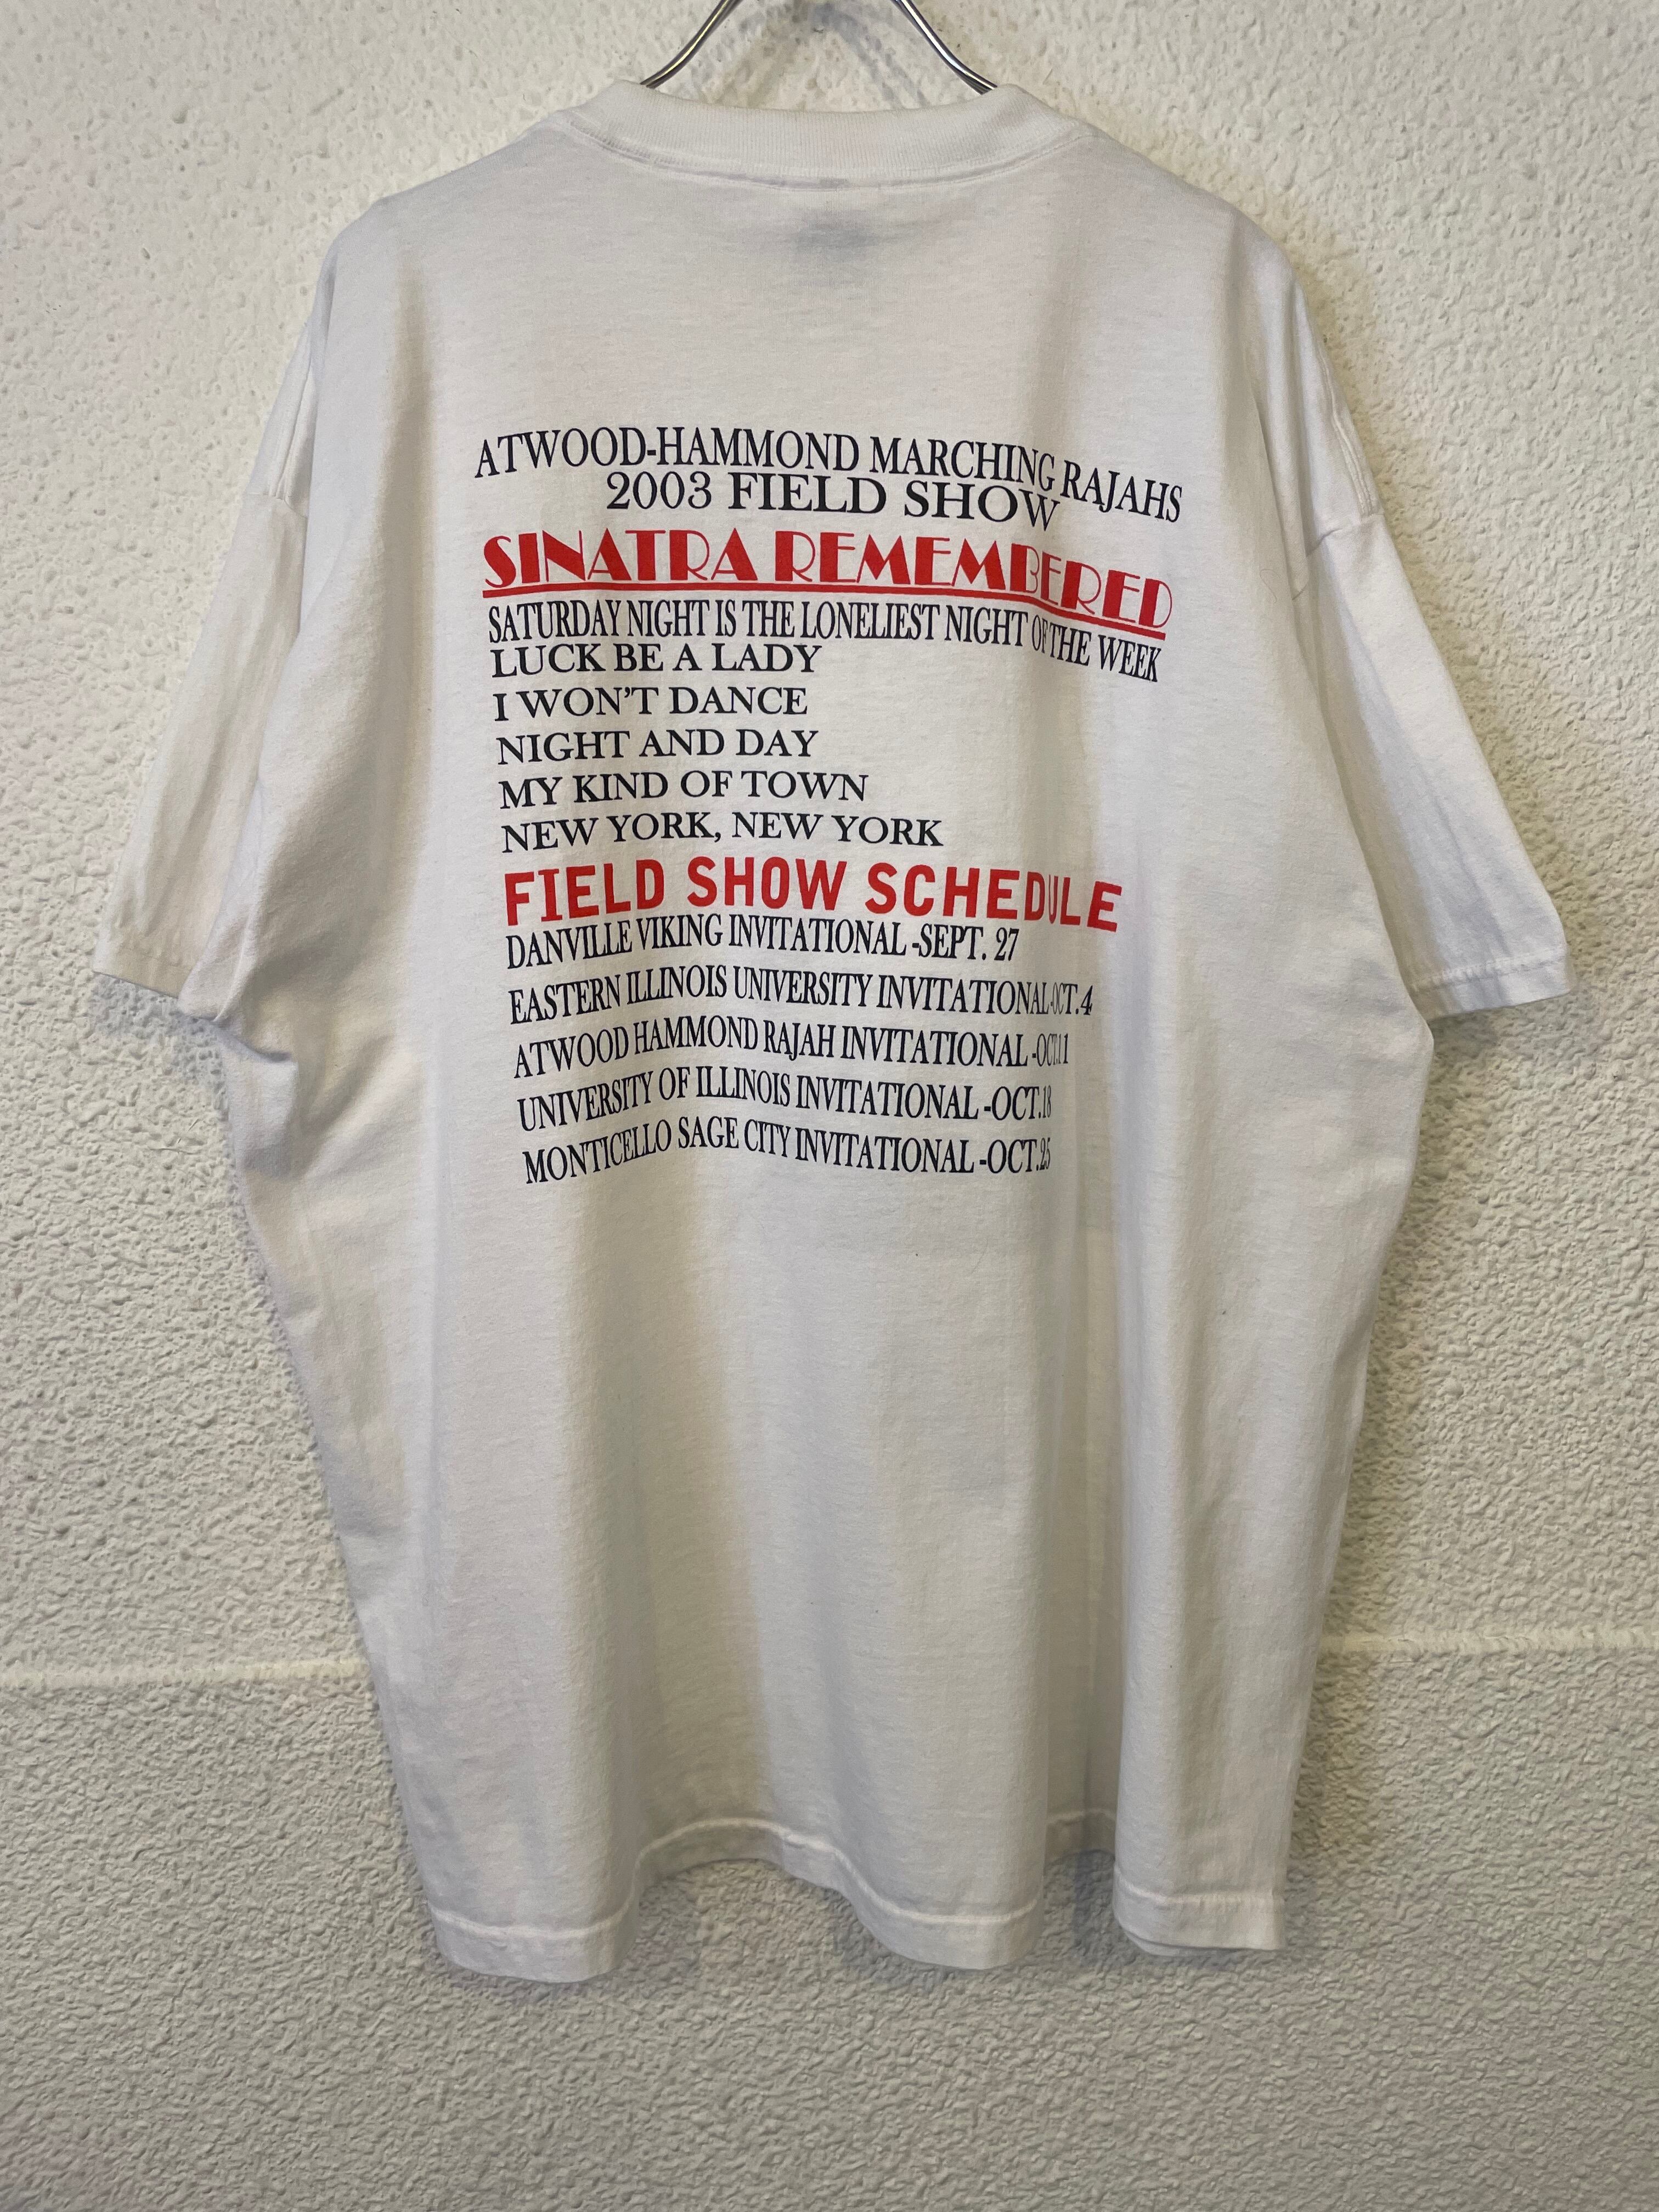 ATWOOD-HAMMOND MARCHING RAJAHS
2003 FIELD SHOW
SINATRA REMEMBERED
SATURDAY NIGHT IS THE LONELIEST NIGHT OF THE WEEK
LUCK BE A LADY
I WON'T DANCE
NIGHT AND DAY
MY KIND OF TOWN
NEW YORK, NEW YORK
FIELD SHOW SCHEDULE
DANVILLE VIKING INVITATIONAL -SEPT. 27
EASTERN ILLINOIS UNIVERSITY INVITATIONAL-OCT.4
ATWOOD HAMMOND RAJAH INVITATIONAL -OCT.11
UNIVERSITY OF ILLINOIS INVITATIONAL -OCT.18
MONTICELLO SAGE CITY INVITATIONAL -OCT.25